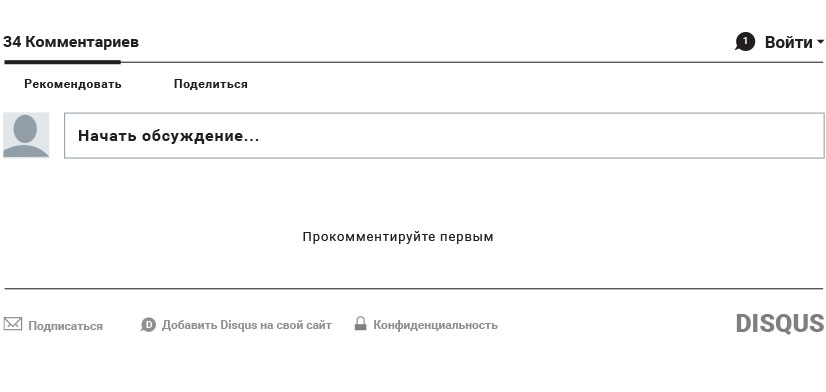 34 Комментариев
1 Войти
Рекомендовать Поделиться
Начать обсуждение...
Прокомментируйте первым
Подписаться D Добавить Disqus на свой сайт Конфиденциальность DISQUS